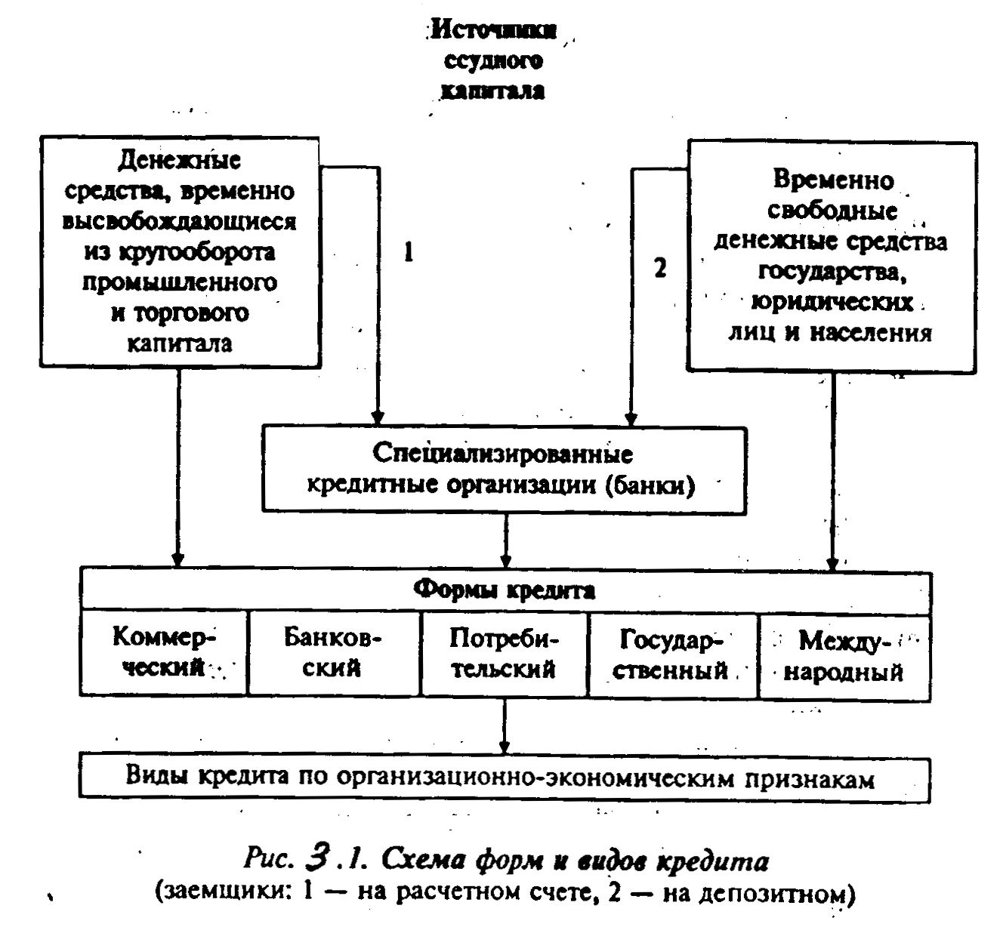 Источники
ссудного
капитала
Денежные
средства, временно
высвобождающиеся
из кругооборота
промышленного
и торгового
капитала
1
2
Временно
свободные
денежные средства
государства,
юридических
лиц и населения
Специализированные
кредитные организации (банки)
Формы кредита
Коммер-
ческий
Банков-
ский
Потреби-
тельский
Государ-
ственный
Между-
народный
Виды кредита по организационно-экономическим признакам
Рис. 3.1. Схема форм и видов кредита
(заемщики: 1 — на расчетном счете, 2 — на депозитном)